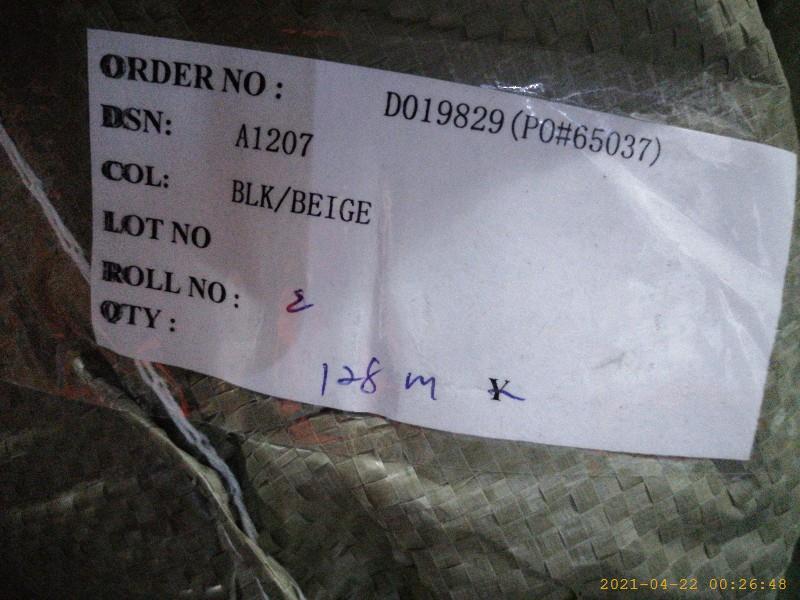 ORDER NO : D019829(PO#65037)
DSN: A1207
COL: BLK/BEIGE
LOT NO
ROLL NO :
QTY :
128 m Y
2021-04-22 00:26:48